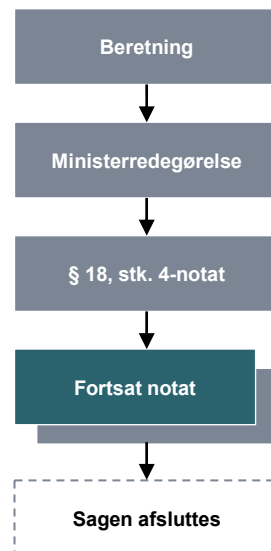 Beretning
Ministerredegørelse
§ 18, stk. 4-notat
Fortsat notat
Sagen afsluttes